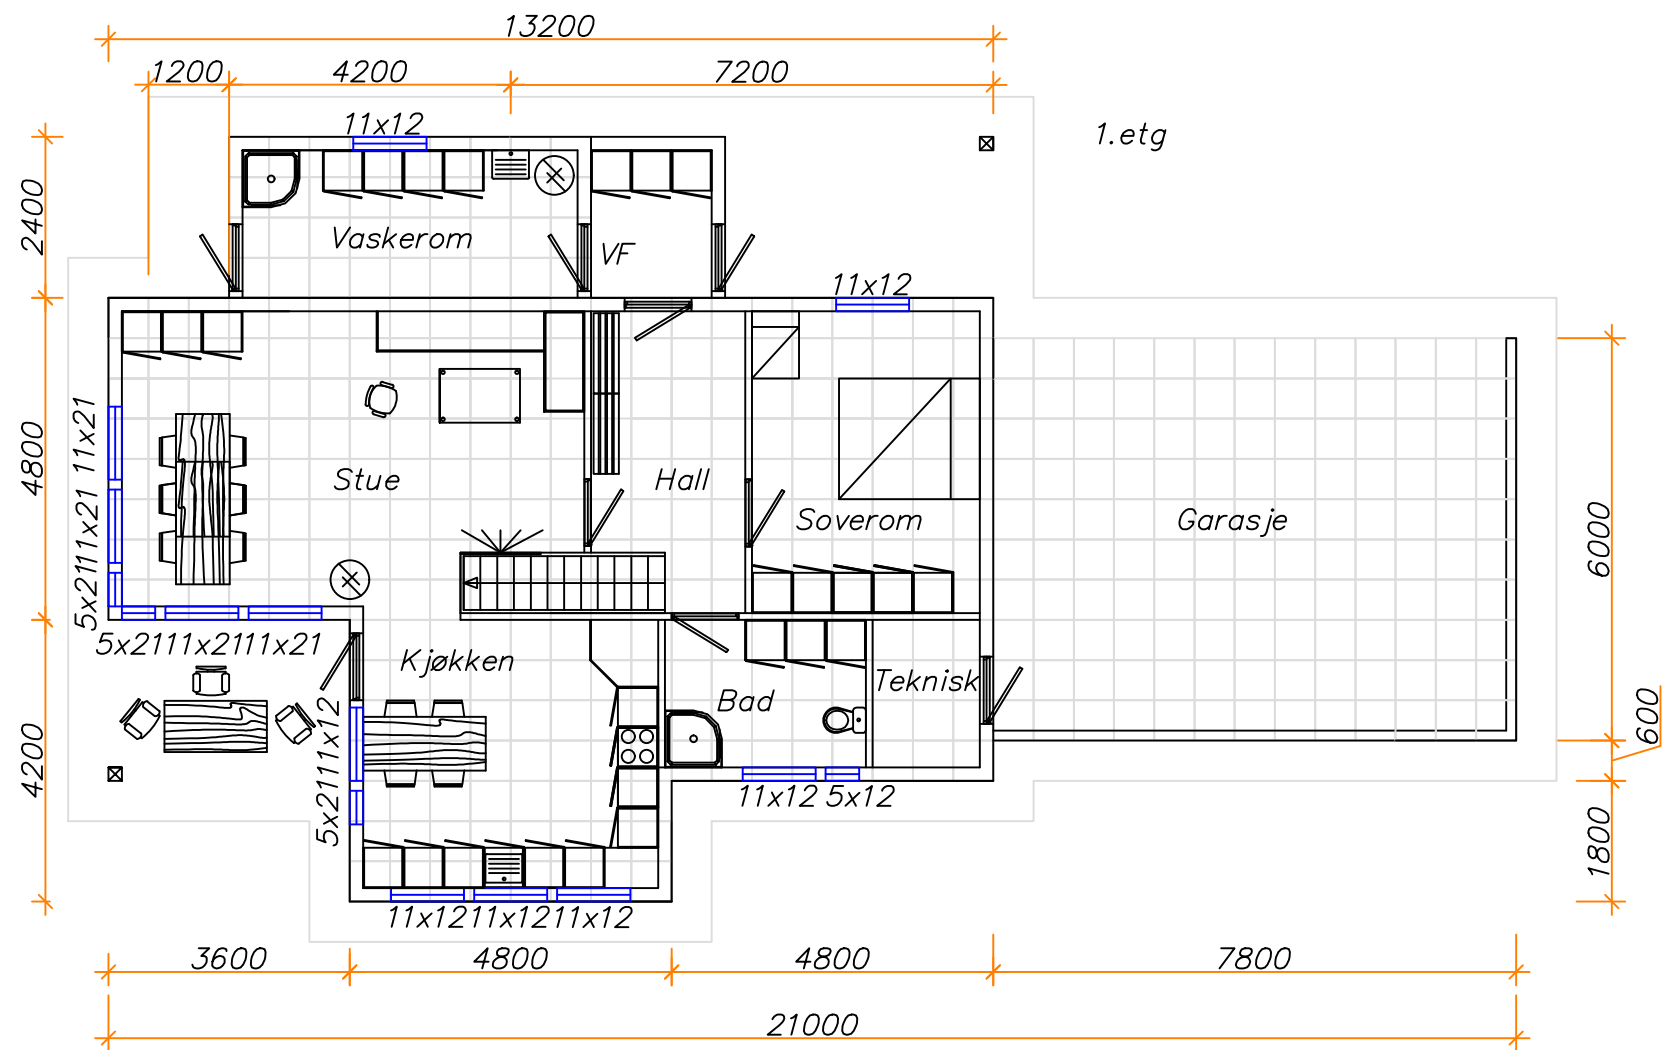 13200
1200 4200 7200
11x12
1.etg
2400
Vaskerom
VF
11x12
4800
11x21
11x21
5x21
Stue
Hall
Soverom
Garasje
6000
5x21 11x21 11x21
Kjøkken
Bad
Teknisk
600
4200
11x12
5x21
11x12 5x12
1800
11x12 11x12 11x12
3600 4800 4800 7800
21000